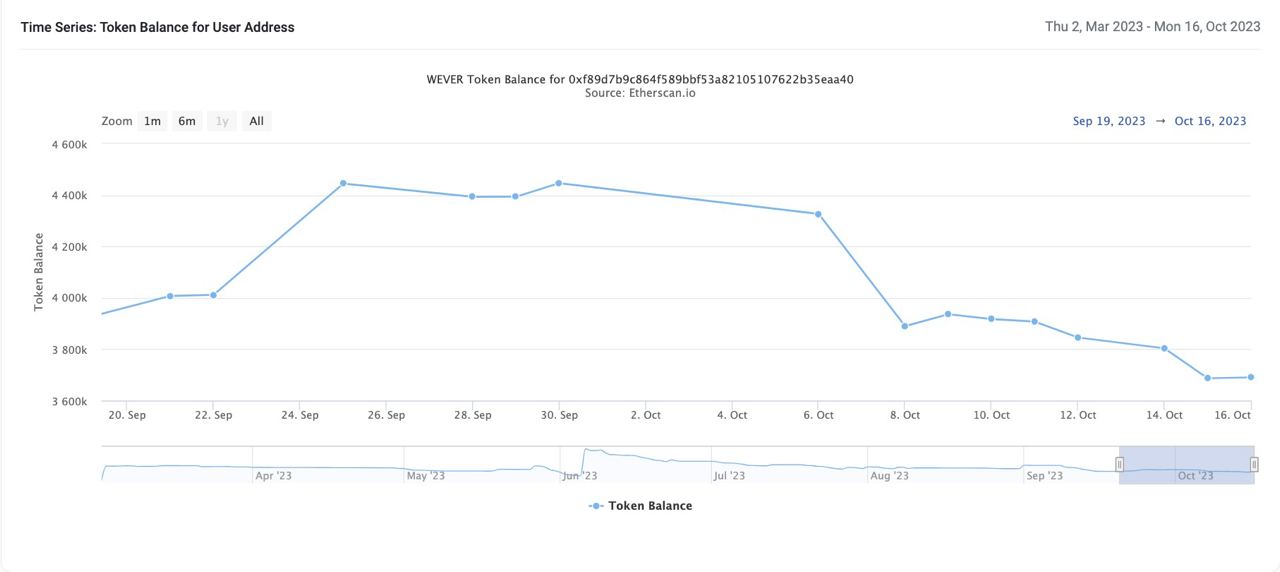 Time Series: Token Balance for User Address
Thu 2, Mar 2023 - Mon 16, Oct 2023
WEVER Token Balance for 0xf89d7b9c864f589bbf53a82105107622b35eaa40
Source: Etherscan.io
Zoom 1m 6m 1y All
Sep 19, 2023 → Oct 16, 2023
Token Balance
4 600k
4 400k
4 200k
4 000k
3 800k
3 600k
20. Sep 22. Sep 24. Sep 26. Sep 28. Sep 30. Sep 2. Oct 4. Oct 6. Oct 8. Oct 10. Oct 12. Oct 14. Oct 16. Oct
Apr '23 May '23 Jun '23 Jul '23 Aug '23 Sep '23 Oct '23
Token Balance